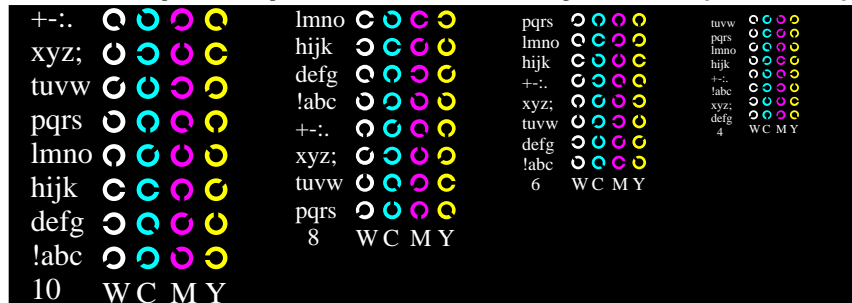 +-:.
xyz;
tuvw
pqrs
lmno
hijk
defg
!abc
10 W C M Y
lmno
hijk
defg
!abc
+-:.
xyz;
tuvw
pqrs
8 W C M Y
pqrs
lmno
hijk
+-:.
xyz;
tuvw
defg
!abc
6 W C M Y
tuvw
pqrs
lmno
hijk
+-:.
!abc
xyz;
defg
4 W C M Y